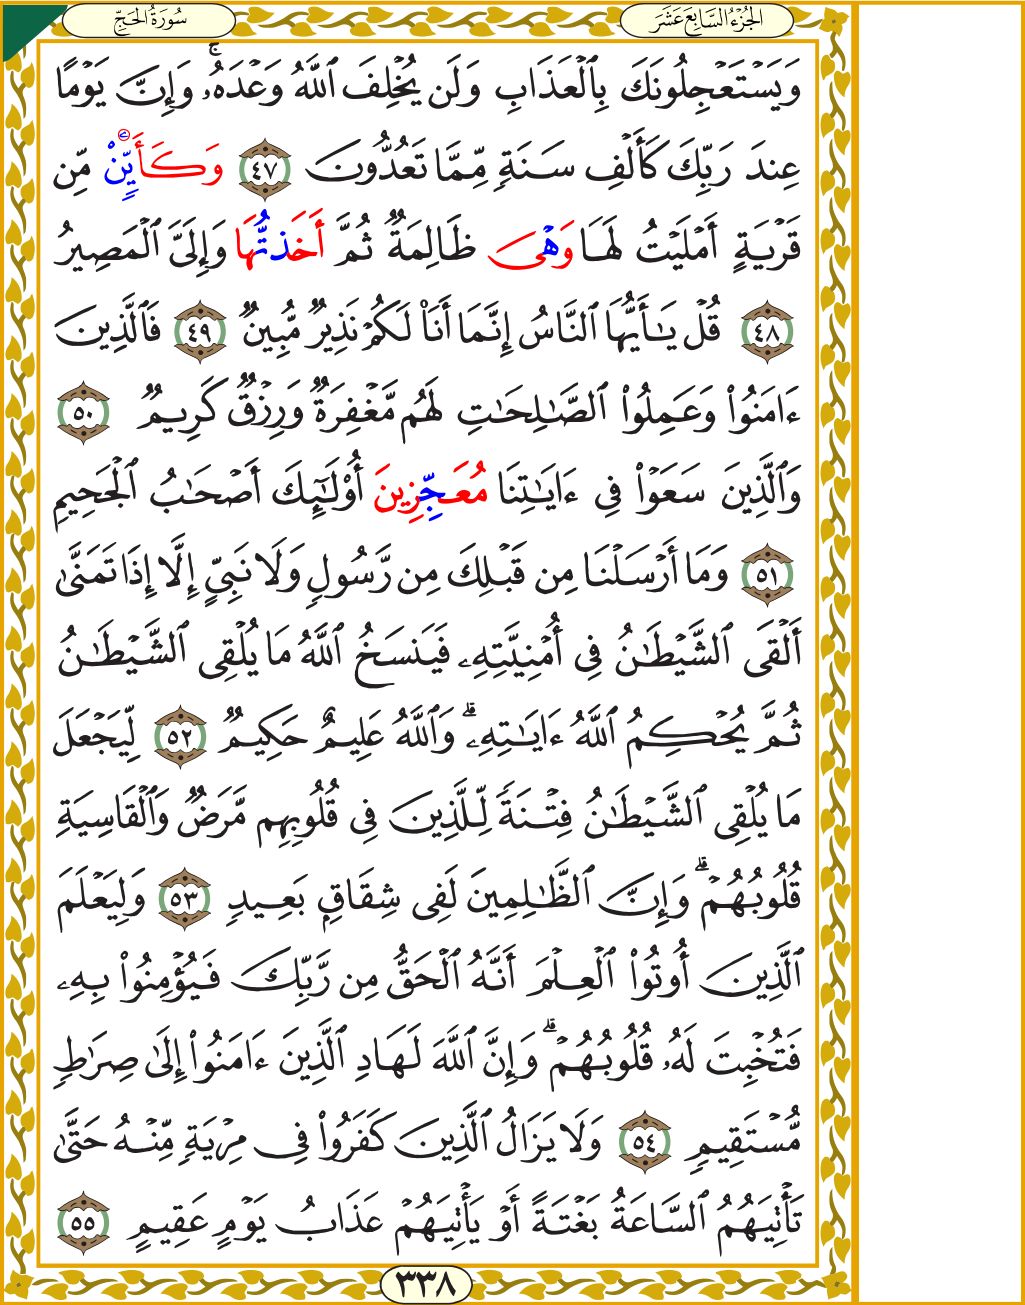 الجُزْءُ السَّابِعَ عَشَرَ
سُورَةُ الحَجِّ
وَيَسۡتَعۡجِلُونَكَ بِٱلۡعَذَابِ وَلَن يُخۡلِفَ ٱللَّهُ وَعۡدَهُۥۚ وَإِنَّ يَوۡمًا
عِندَ رَبِّكَ كَأَلۡفِ سَنَةٖ مِّمَّا تَعُدُّونَ ٤٧ وَكَأَيِّنْ مِّن
قَرۡيَةٍ أَمۡلَيۡتُ لَهَا وَهۡيَ ظَالِمَةٞ ثُمَّ أَخَذتُّهَا وَإِلَيَّ ٱلۡمَصِيرُ
٤٨ قُلۡ يَٰٓأَيُّهَا ٱلنَّاسُ إِنَّمَآ أَنَا۠ لَكُمۡ نَذِيرٞ مُّبِينٞ ٤٩ فَٱلَّذِينَ
ءَامَنُواْ وَعَمِلُواْ ٱلصَّٰلِحَٰتِ لَهُم مَّغۡفِرَةٞ وَرِزۡقٞ كَرِيمٞ ٥٠
وَٱلَّذِينَ سَعَوۡاْ فِيٓ ءَايَٰتِنَا مُعَجِّزِينَ أُوْلَٰٓئِكَ أَصۡحَٰبُ ٱلۡجَحِيمِ
٥١ وَمَآ أَرۡسَلۡنَا مِن قَبۡلِكَ مِن رَّسُولٖ وَلَا نَبِيٍّ إِلَّآ إِذَا تَمَنَّىٰٓ
أَلۡقَى ٱلشَّيۡطَٰنُ فِيٓ أُمۡنِيَّتِهِۦ فَيَنسَخُ ٱللَّهُ مَا يُلۡقِي ٱلشَّيۡطَٰنُ
ثُمَّ يُحۡكِمُ ٱللَّهُ ءَايَٰتِهِۦۗ وَٱللَّهُ عَلِيمٌ حَكِيمٞ ٥٢ لِّيَجۡعَلَ
مَا يُلۡقِي ٱلشَّيۡطَٰنُ فِتۡنَةٗ لِّلَّذِينَ فِي قُلُوبِهِم مَّرَضٞ وَٱلۡقَاسِيَةِ
قُلُوبُهُمۡۗ وَإِنَّ ٱلظَّٰلِمِينَ لَفِي شِقَاقِۭ بَعِيدٖ ٥٣ وَلِيَعۡلَمَ
ٱلَّذِينَ أُوتُواْ ٱلۡعِلۡمَ أَنَّهُ ٱلۡحَقُّ مِن رَّبِّكَ فَيُؤۡمِنُواْ بِهِۦ
فَتُخۡبِتَ لَهُۥ قُلُوبُهُمۡۗ وَإِنَّ ٱللَّهَ لَهَادِ ٱلَّذِينَ ءَامَنُوٓاْ إِلَىٰ صِرَٰطٖ
مُّسۡتَقِيمٖ ٥٤ وَلَا يَزَالُ ٱلَّذِينَ كَفَرُواْ فِي مِرۡيَةٖ مِّنۡهُ حَتَّىٰ
تَأۡتِيَهُمُ ٱلسَّاعَةُ بَغۡتَةً أَوۡ يَأۡتِيَهُمۡ عَذَابُ يَوۡمٍ عَقِيمٍ ٥٥
٣٣٨